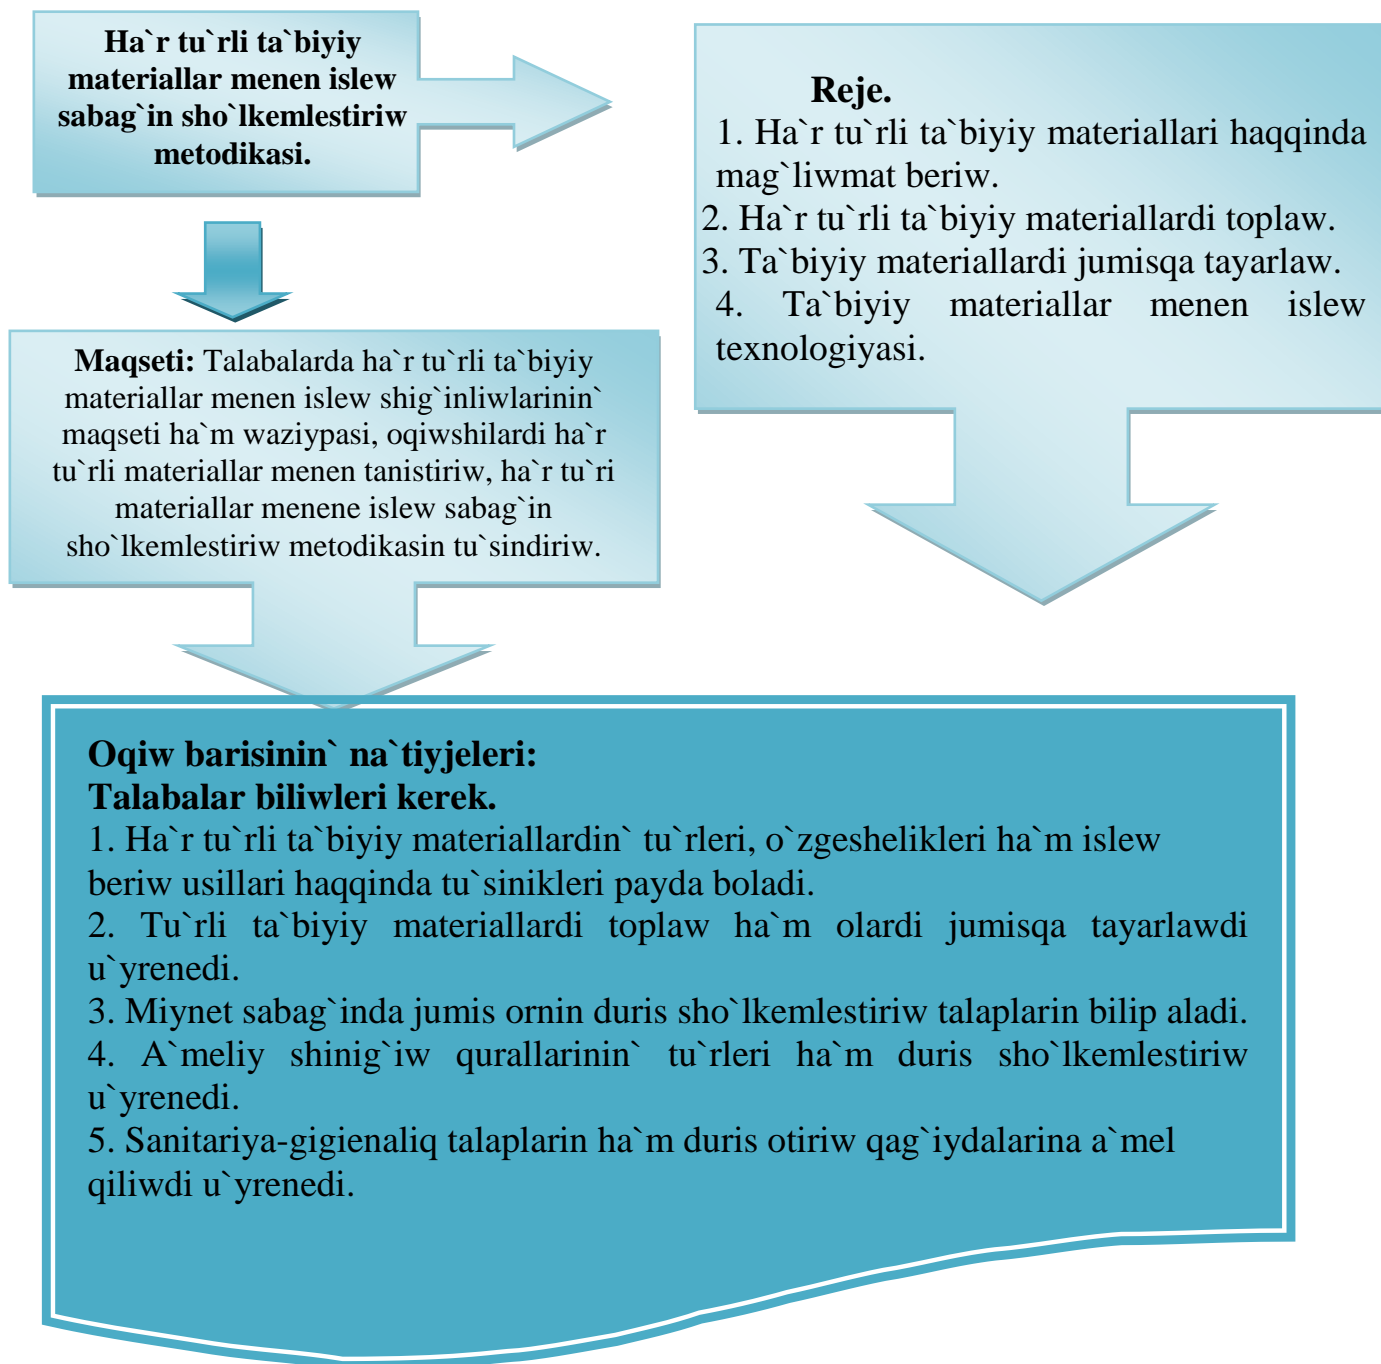 Ha`r tu`rli ta`biyiy
materiallar menen islew
sabag`in sho`lkemlestiriw
metodikasi.
Reje.
1. Ha`r tu`rli ta`biyiy materiallari haqqinda
mag`liwmat beriw.
2. Ha`r tu`rli ta`biyiy materiallardi toplaw.
3. Ta`biyiy materiallardi jumisqa tayarlaw.
4. Ta`biyiy materiallar menen islew
texnologiyasi.
Maqseti: Talabalarda ha`r tu`rli ta`biyiy
materiallar menen islew shig`inliwlarinin`
maqseti ha`m waziypasi, oqiwshilardi ha`r
tu`rli materiallar menen tanistiriw, ha`r tu`ri
materiallar menene islew sabag`in
sho`lkemlestiriw metodikasin tu`sindiriw.
Oqiw barisinin` na`tiyjeleri:
Talabalar biliwleri kerek.
1. Ha`r tu`rli ta`biyiy materiallardin` tu`rleri, o`zgeshelikleri ha`m islew
beriw usillari haqqinda tu`sinikleri payda boladi.
2. Tu`rli ta`biyiy materiallardi toplaw ha`m olardi jumisqa tayarlawdi
u`yrenedi.
3. Miynet sabag`inda jumis ornin duris sho`lkemlestiriw talaplarin bilip aladi.
4. A`meliy shinig`iw qurallarinin` tu`rleri ha`m duris sho`lkemlestiriw
u`yrenedi.
5. Sanitariya-gigienaliq talaplarin ha`m duris otiriw qag`iydalarina a`mel
qiliwdi u`yrenedi.